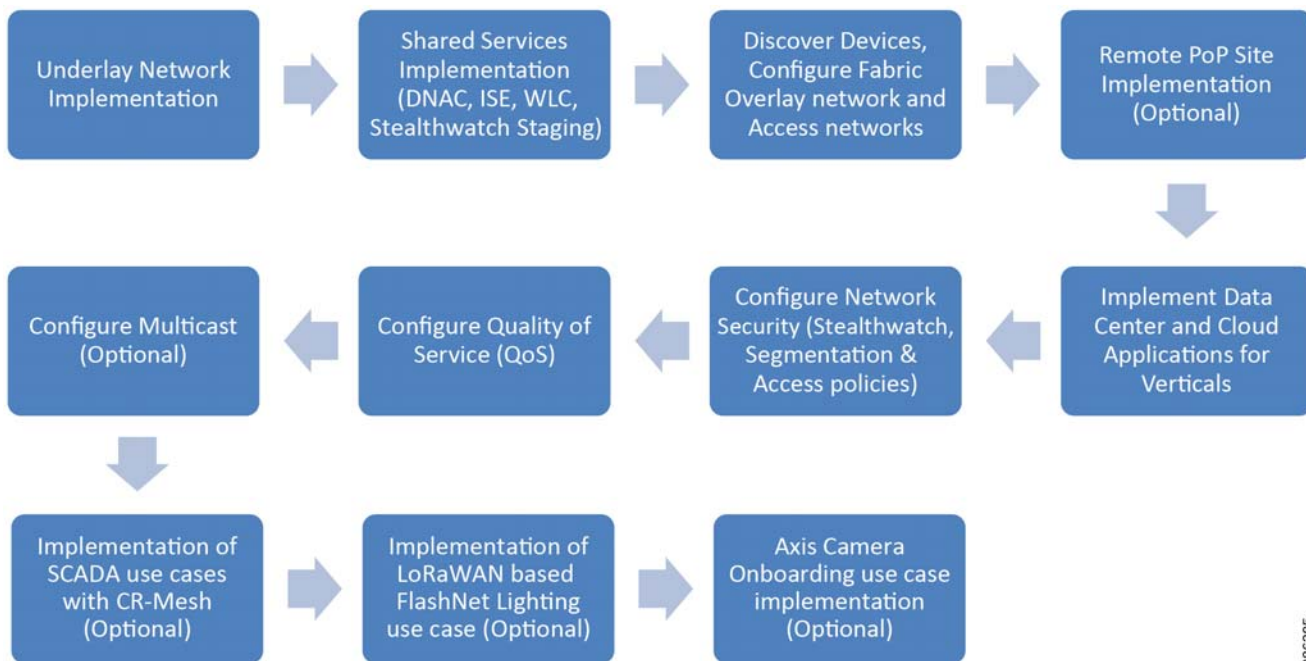 Underlay Network
Implementation
Shared Services
Implementation
(DNAC, ISE, WLC,
Stealthwatch Staging)
Discover Devices,
Configure Fabric
Overlay network and
Access networks
Remote PoP Site
Implementation
(Optional)
Implement Data
Center and Cloud
Applications for
Verticals
Configure Network
Security (Stealthwatch,
Segmentation &
Access policies)
Configure Quality of
Service (QoS)
Configure Multicast
(Optional)
Implementation of
SCADA use cases
with CR-Mesh
(Optional)
Implementation of
LoRaWAN based
FlashNet Lighting
use case (Optional)
Axis Camera
Onboarding use case
implementation
(Optional)